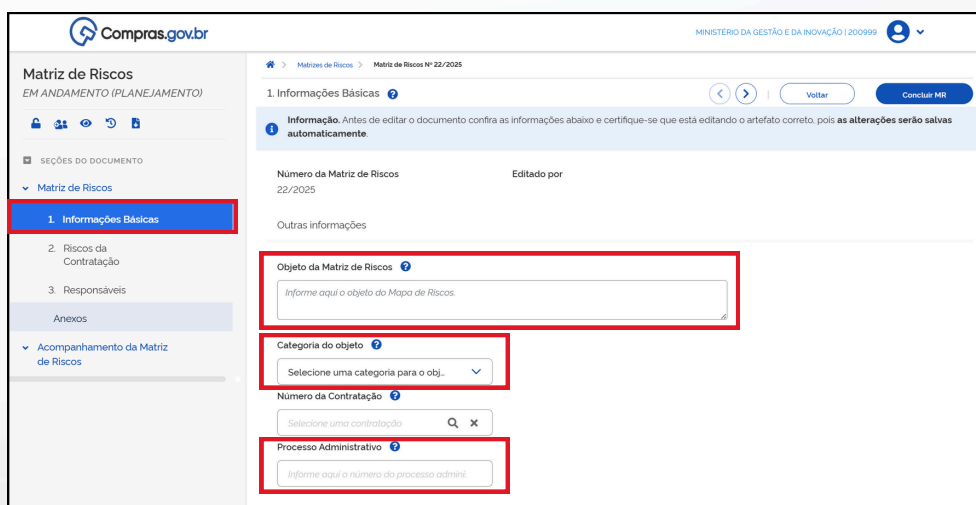 Compras.gov.br
MINISTÉRIO DA GESTÃO E DA INOVAÇÃO | 200999
Matriz de Riscos
EM ANDAMENTO (PLANEJAMENTO)
SEÇÕES DO DOCUMENTO
Matriz de Riscos
1. Informações Básicas
2. Riscos da
Contratação
3. Responsáveis
Anexos
Acompanhamento da Matriz
de Riscos
Matrizes de Riscos > Matriz de Riscos Nº 22/2025
1. Informações Básicas
Voltar
Concluir MR
Informação. Antes de editar o documento confira as informações abaixo e certifique-se que está editando o artefato correto, pois as alterações serão salvas
automaticamente.
Número da Matriz de Riscos
Editado por
22/2025
Outras informações
Objeto da Matriz de Riscos
Informe aqui o objeto do Mapa de Riscos.
Categoria do objeto
Selecione uma categoria para o obj...
Número da Contratação
Selecione uma contratação
Processo Administrativo
Informe aqui o número do processo admini